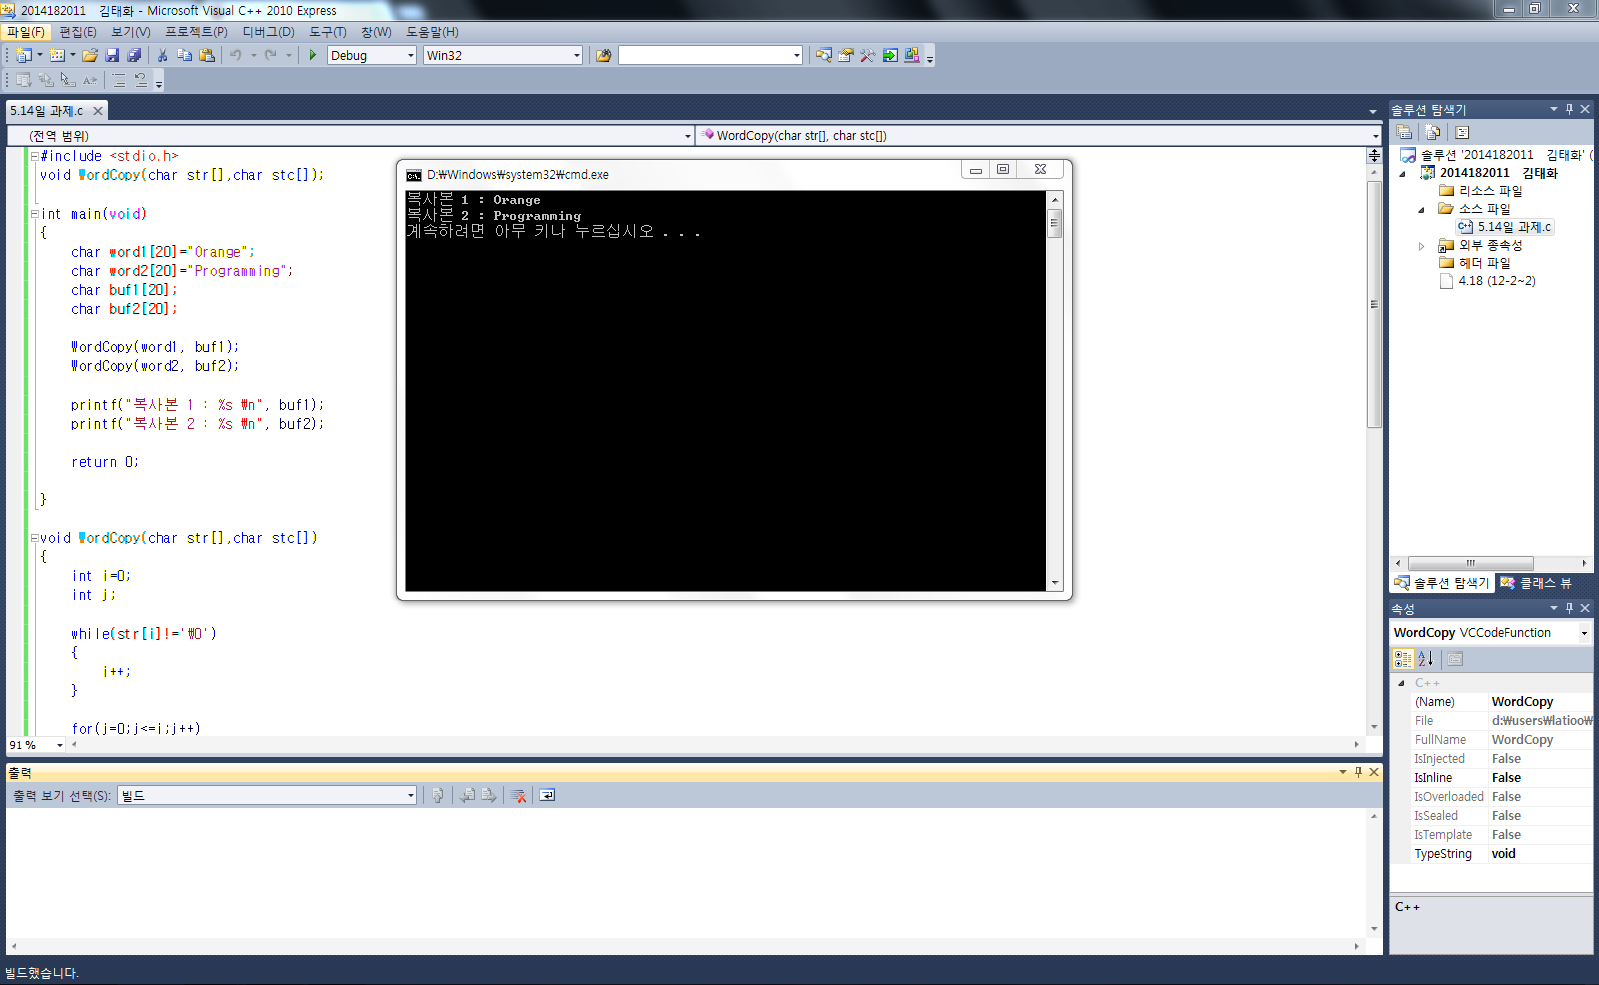 2014182011 김태화 - Microsoft Visual C++ 2010 Express
파일(F) 편집(E) 보기(V) 프로젝트(P) 디버그(D) 도구(T) 창(W) 도움말(H)
Debug Win32
5.14일 과제.c
(전역 범위) WordCopy(char str[], char stc[])
#include <stdio.h>
void WordCopy(char str[],char stc[]);
int main(void)
{
char word1[20]="Orange";
char word2[20]="Programming";
char buf1[20];
char buf2[20];
WordCopy(word1, buf1);
WordCopy(word2, buf2);
printf("복사본 1 : %s ₩n", buf1);
printf("복사본 2 : %s ₩n", buf2);
return 0;
}
void WordCopy(char str[],char stc[])
{
int i=0;
int j;
while(str[i]!='₩0')
{
i++;
}
for(j=0;j<=i;j++)
91 %
D:₩Windows₩system32₩cmd.exe
복사본 1 : Orange
복사본 2 : Programming
계속하려면 아무 키나 누르십시오 . . .
출력
출력 보기 선택(S): 빌드
빌드했습니다.
솔루션 탐색기
솔루션 '2014182011 김태화' (
2014182011 김태화
리소스 파일
소스 파일
5.14일 과제.c
외부 종속성
헤더 파일
4.18 (12-2~2)
솔루션 탐색기 클래스 뷰
속성
WordCopy VCCodeFunction
C++
(Name) WordCopy
File d:₩users₩latioo₩
FullName WordCopy
IsInjected False
IsInline False
IsOverloaded False
IsSealed False
IsTemplate False
TypeString void
C++